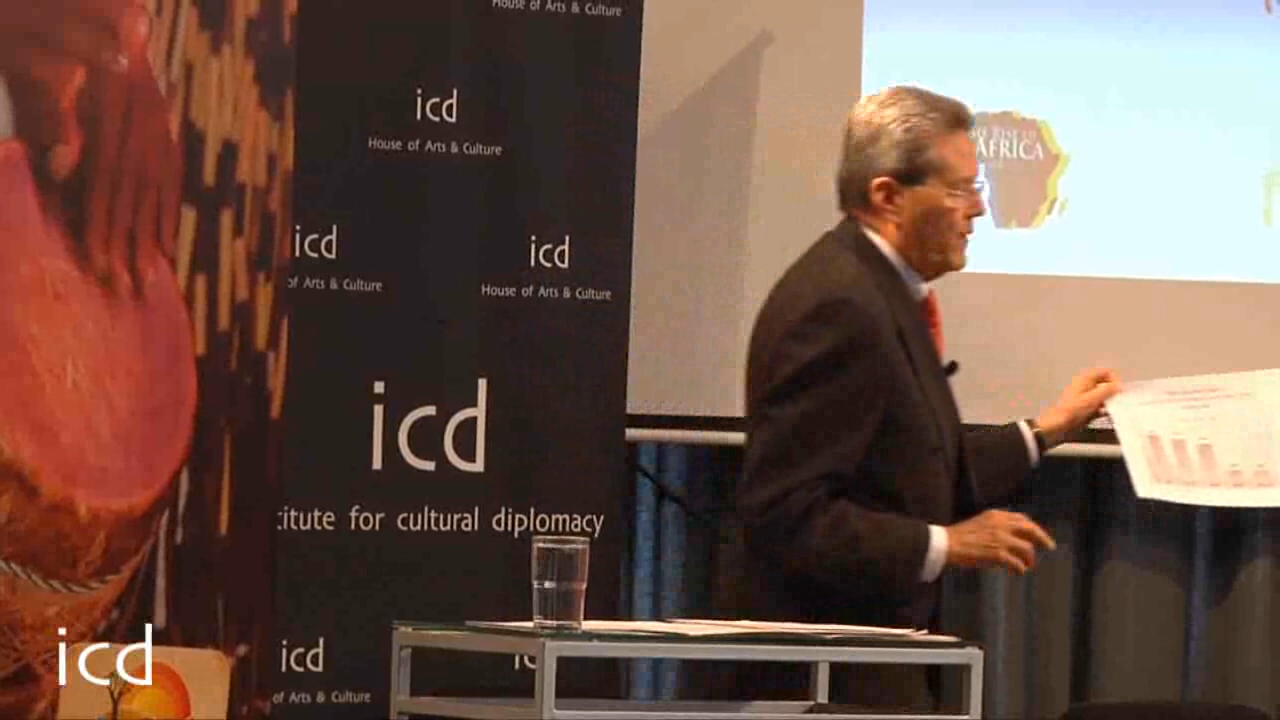 House of Arts & Culture
icd
House of Arts & Culture
icd
of Arts & Culture
icd
House of Arts & Culture
icd
titute for cultural diplomacy
icd
of Arts & Culture
icd
AFRICA